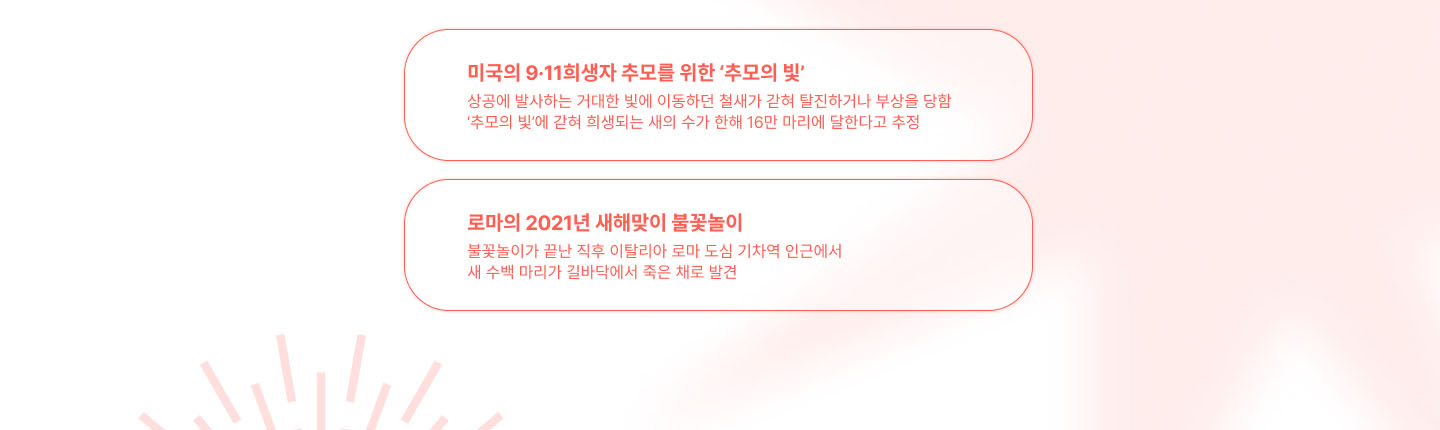 미국의 9·11희생자 추모를 위한 ‘추모의 빛’
상공에 발사하는 거대한 빛에 이동하던 철새가 갇혀 탈진하거나 부상을 당함
‘추모의 빛’에 갇혀 희생되는 새의 수가 한해 16만 마리에 달한다고 추정
로마의 2021년 새해맞이 불꽃놀이
불꽃놀이가 끝난 직후 이탈리아 로마 도심 기차역 인근에서
새 수백 마리가 길바닥에서 죽은 채로 발견